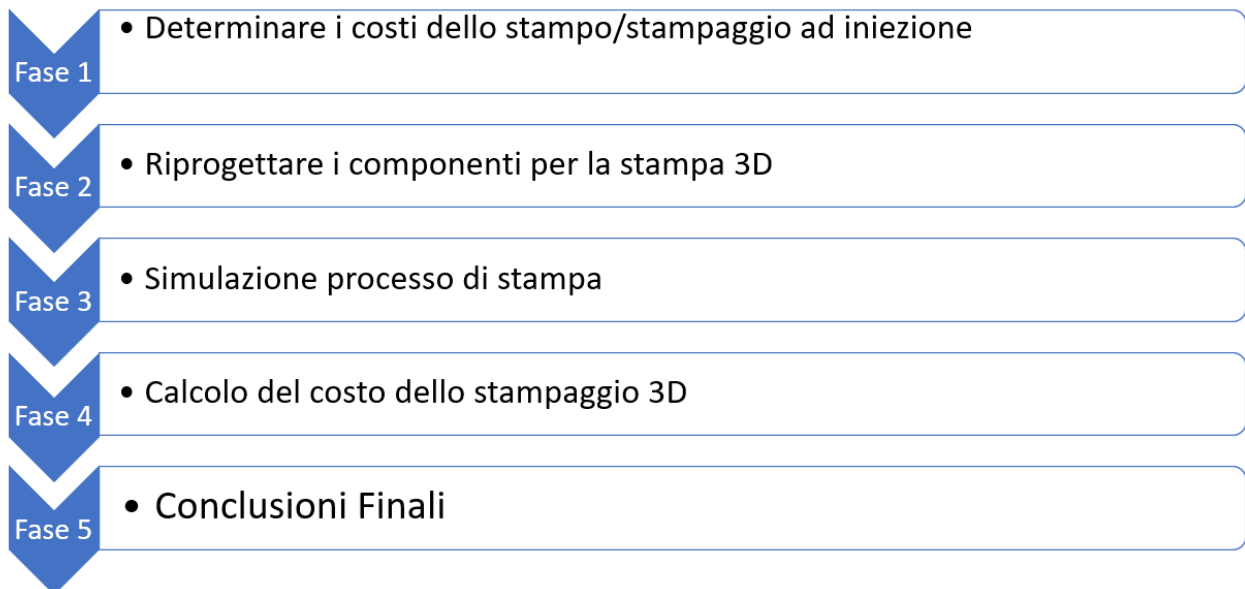 Fase 1
• Determinare i costi dello stampo/stampaggio ad iniezione
Fase 2
• Riprogettare i componenti per la stampa 3D
Fase 3
• Simulazione processo di stampa
Fase 4
• Calcolo del costo dello stampaggio 3D
Fase 5
• Conclusioni Finali